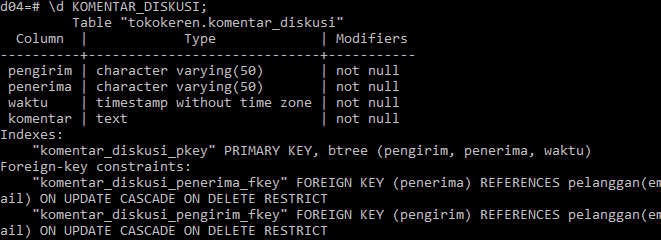 d04=# \d KOMENTAR_DISKUSI;
Table "tokokeren.komentar_diskusi"
Column | Type | Modifiers
----------+-----------------------------+-----------
pengirim | character varying(50) | not null
penerima | character varying(50) | not null
waktu | timestamp without time zone | not null
komentar | text | not null
Indexes:
"komentar_diskusi_pkey" PRIMARY KEY, btree (pengirim, penerima, waktu)
Foreign-key constraints:
"komentar_diskusi_penerima_fkey" FOREIGN KEY (penerima) REFERENCES pelanggan(em
ail) ON UPDATE CASCADE ON DELETE RESTRICT
"komentar_diskusi_pengirim_fkey" FOREIGN KEY (pengirim) REFERENCES pelanggan(em
ail) ON UPDATE CASCADE ON DELETE RESTRICT